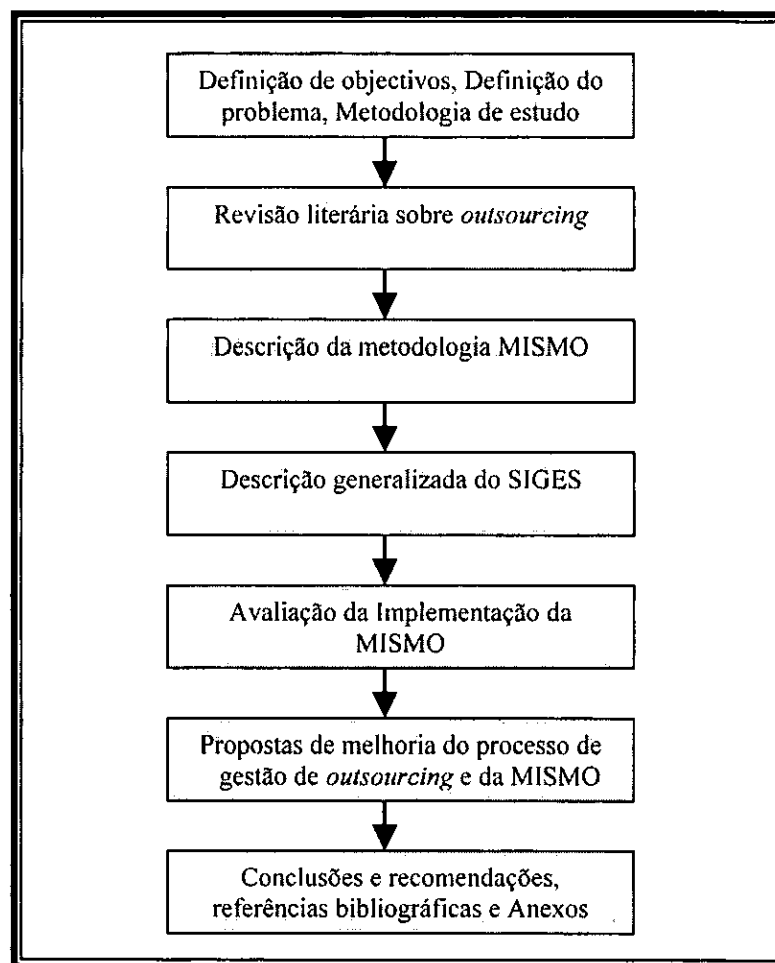 Definição de objectivos, Definição do
problema, Metodologia de estudo
Revisão literária sobre outsourcing
Descrição da metodologia MISMO
Descrição generalizada do SIGES
Avaliação da Implementação da
MISMO
Propostas de melhoria do processo de
gestão de outsourcing e da MISMO
Conclusões e recomendações,
referências bibliográficas e Anexos